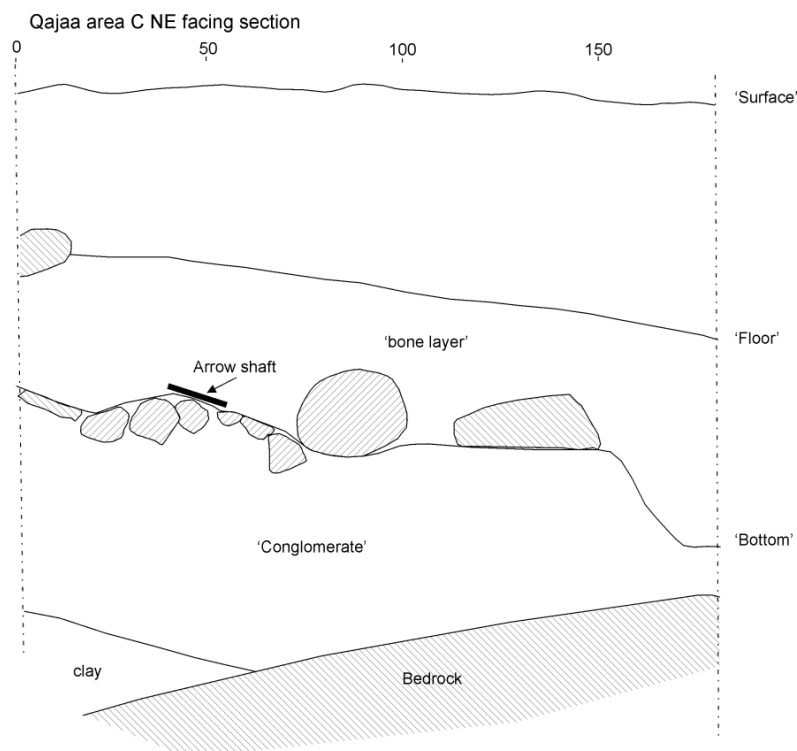 Qajaa area C NE facing section
0 50 100 150
‘Surface’
‘Floor’
‘bone layer’
Arrow shaft
‘Bottom’
‘Conglomerate’
clay
Bedrock